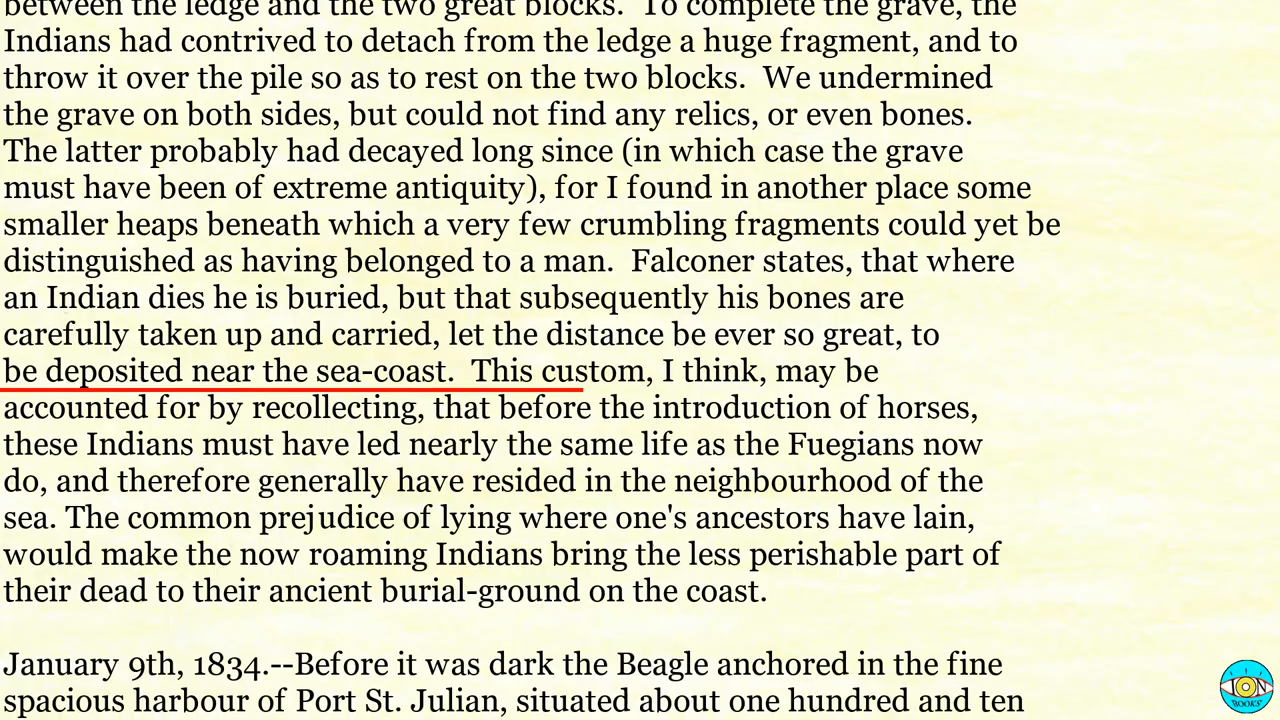 between the ledge and the two great blocks.  To complete the grave, the
Indians had contrived to detach from the ledge a huge fragment, and to
throw it over the pile so as to rest on the two blocks.  We undermined
the grave on both sides, but could not find any relics, or even bones.
The latter probably had decayed long since (in which case the grave
must have been of extreme antiquity), for I found in another place some
smaller heaps beneath which a very few crumbling fragments could yet be
distinguished as having belonged to a man.  Falconer states, that where
an Indian dies he is buried, but that subsequently his bones are
carefully taken up and carried, let the distance be ever so great, to
be deposited near the sea-coast.  This custom, I think, may be
accounted for by recollecting, that before the introduction of horses,
these Indians must have led nearly the same life as the Fuegians now
do, and therefore generally have resided in the neighbourhood of the
sea. The common prejudice of lying where one's ancestors have lain,
would make the now roaming Indians bring the less perishable part of
their dead to their ancient burial-ground on the coast.
January 9th, 1834.--Before it was dark the Beagle anchored in the fine
spacious harbour of Port St. Julian, situated about one hundred and ten
ION
BOOKS